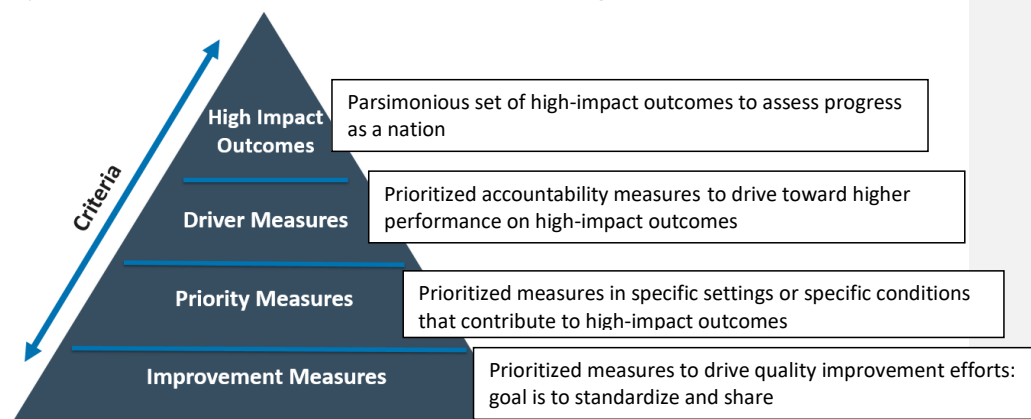 Criteria
High Impact
Outcomes
Parsimonious set of high-impact outcomes to assess progress
as a nation
Driver Measures
Prioritized accountability measures to drive toward higher
performance on high-impact outcomes
Priority Measures
Prioritized measures in specific settings or specific conditions
that contribute to high-impact outcomes
Improvement Measures
Prioritized measures to drive quality improvement efforts:
goal is to standardize and share